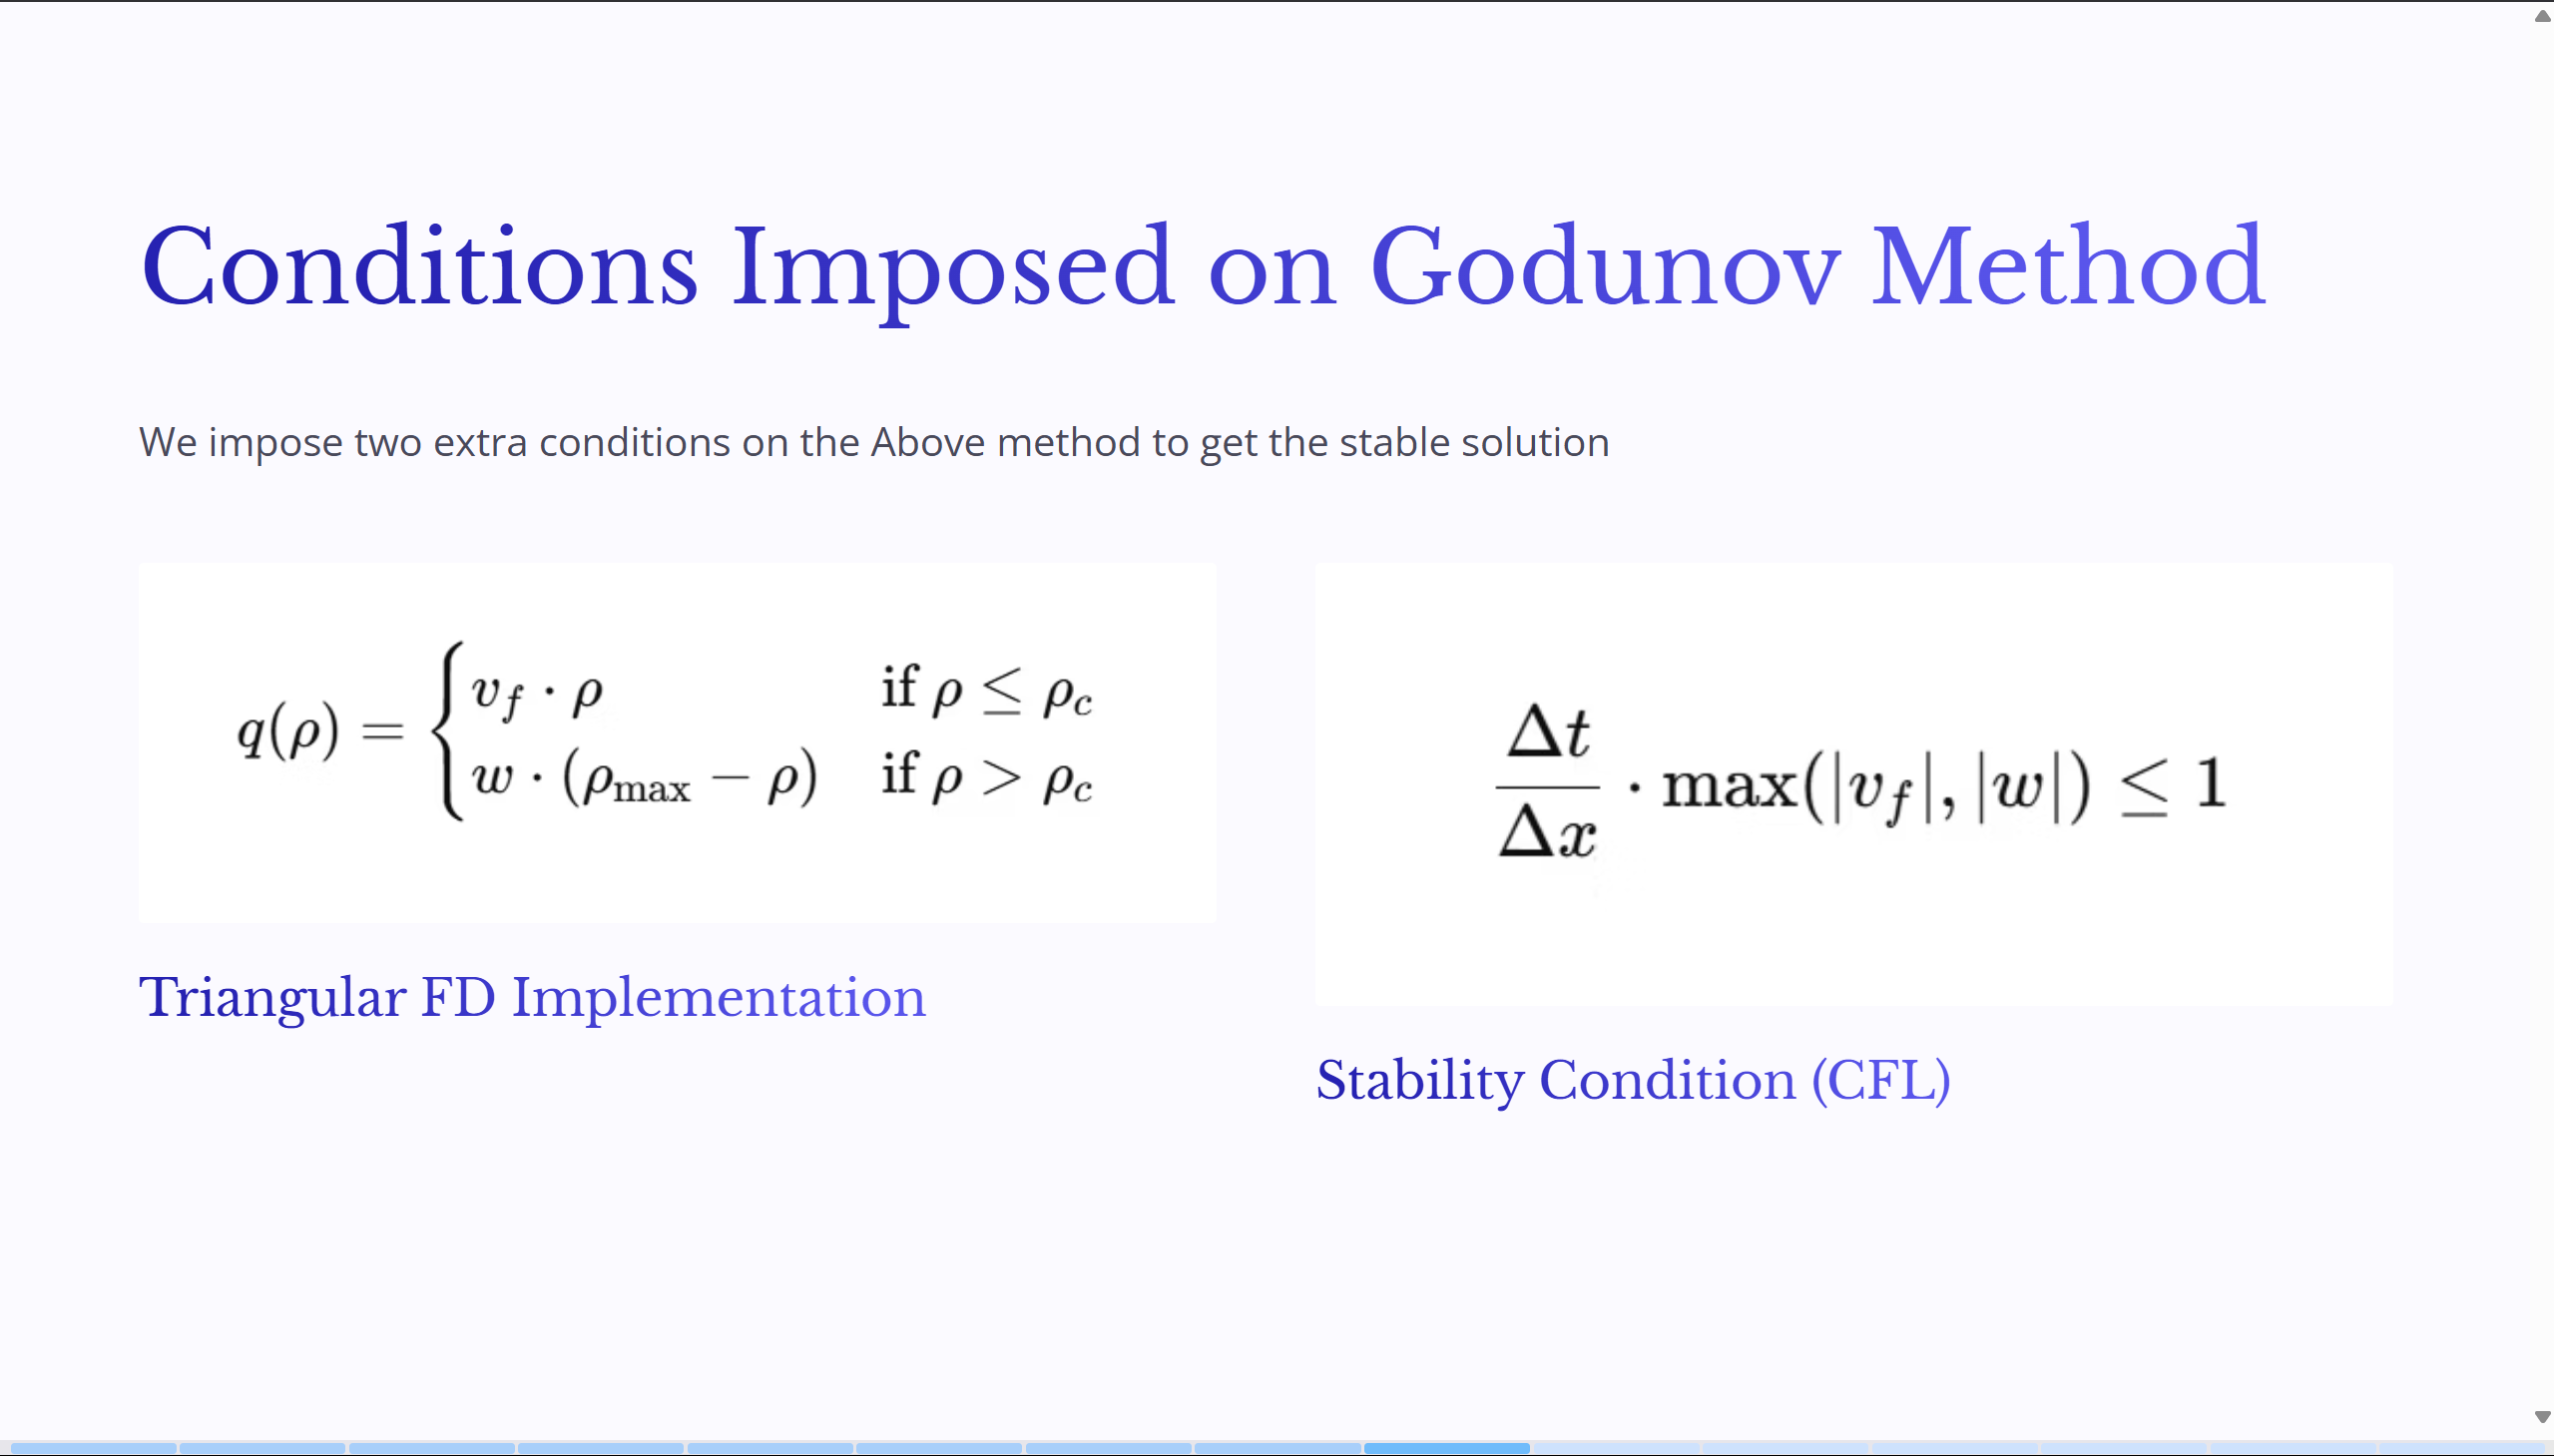 Conditions Imposed on Godunov Method
We impose two extra conditions on the Above method to get the stable solution
q(ρ) = { v_f · ρ if ρ ≤ ρ_c
w · (ρ_max − ρ) if ρ > ρ_c
Triangular FD Implementation
Δt/Δx · max(|v_f|, |w|) ≤ 1
Stability Condition (CFL)